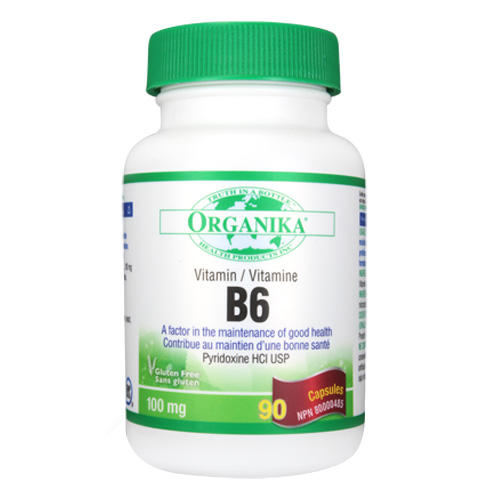 TRUTH IN A BOTTLE
ORGANIKA®
HEALTH PRODUCTS INC.
Vitamin / Vitamine
B6
A factor in the maintenance of good health
Contribue au maintien d'une bonne santé
Pyridoxine HCl USP
Gluten Free
Sans gluten
100 mg
90 Capsules
NPN 80000485